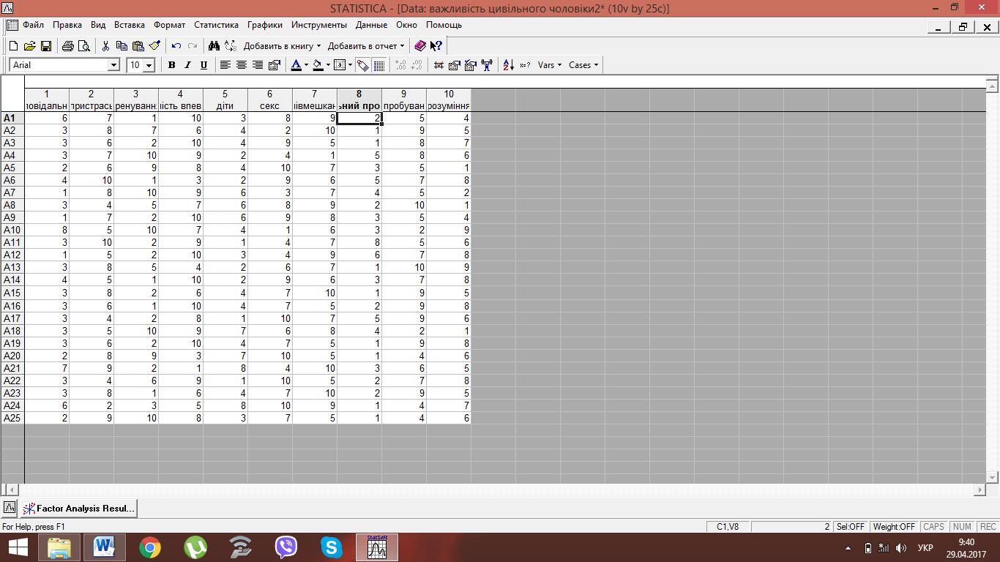 STATISTICA - [Data: важливість цивільного чоловіки2* (10v by 25c)]
Файл Правка Вид Вставка Формат Статистика Графики Инструменты Данные Окно Помощь
Добавить в книгу Добавить в отчет
Arial 10 B I U Vars Cases
1 2 3 4 5 6 7 8 9 10
повідальн пристрась ренуванн ість впев діти секс івмешкан ьний про пробуван розуміння
A1 6 7 1 10 3 8 9 2 5 4
A2 3 8 7 6 4 2 10 1 9 5
A3 3 6 2 10 4 9 5 1 8 7
A4 3 7 10 9 2 4 1 5 8 6
A5 2 6 9 8 4 10 7 3 5 1
A6 4 10 1 3 2 9 6 5 7 8
A7 1 8 10 9 6 3 7 4 5 2
A8 3 4 5 7 6 8 9 2 10 1
A9 1 7 2 10 6 9 8 3 5 4
A10 8 5 10 7 4 1 6 3 2 9
A11 3 10 2 9 1 4 7 8 5 6
A12 1 5 2 10 3 4 9 6 7 8
A13 3 8 5 4 2 6 7 1 10 9
A14 4 5 1 10 2 9 6 3 7 8
A15 3 8 2 6 4 7 10 1 9 5
A16 3 6 1 10 4 7 5 2 9 8
A17 3 4 2 8 1 10 7 5 9 6
A18 3 5 10 9 7 6 8 4 2 1
A19 3 6 2 10 4 7 5 1 9 8
A20 2 8 9 3 7 10 5 1 4 6
A21 7 9 2 1 8 4 10 3 6 5
A22 3 4 6 9 1 10 5 2 7 8
A23 3 8 1 6 4 7 10 2 9 5
A24 6 2 3 5 8 10 9 1 4 7
A25 2 9 10 8 3 7 5 1 4 6
Factor Analysis Resul...
For Help, press F1 C1,V8 2 Sel:OFF Weight:OFF CAPS NUM REC
StatSoft УКР 9:40
29.04.2017